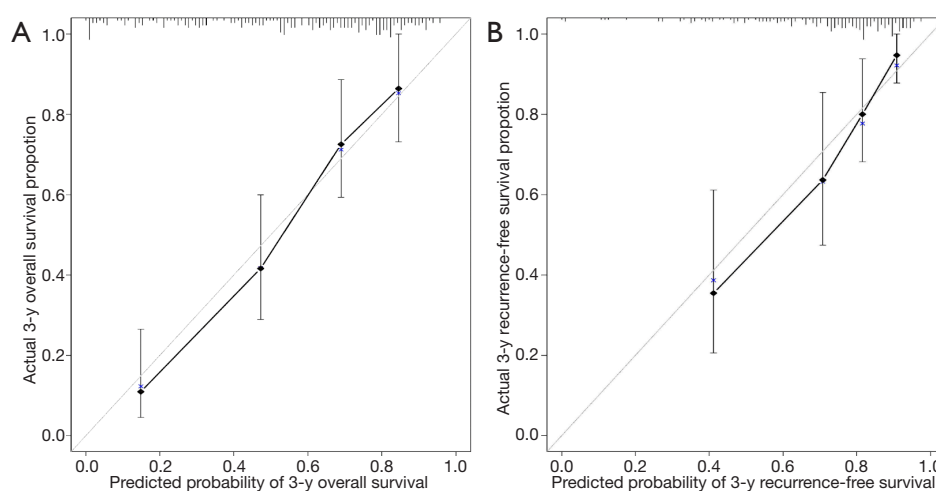 A
Actual 3-y overall survival propotion
1.0
0.8
0.6
0.4
0.2
0.0
0.0 0.2 0.4 0.6 0.8 1.0
Predicted probability of 3-y overall survival
B
Actual 3-y recurrence-free survival propotion
1.0
0.8
0.6
0.4
0.2
0.0
0.0 0.2 0.4 0.6 0.8 1.0
Predicted probability of 3-y recurrence-free survival